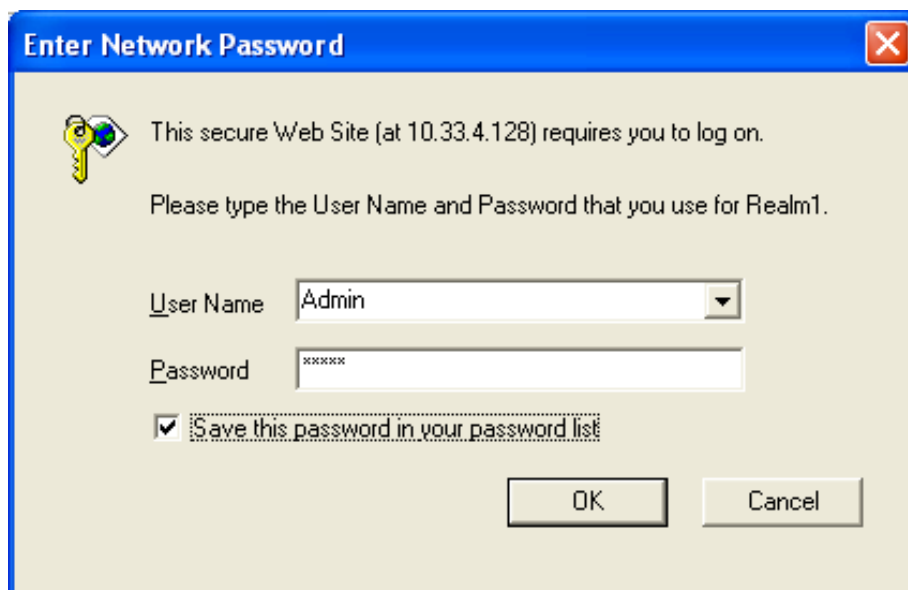 Enter Network Password
This secure Web Site (at 10.33.4.128) requires you to log on.
Please type the User Name and Password that you use for Realm1.
User Name
Admin
Password
*****
Save this password in your password list
OK Cancel